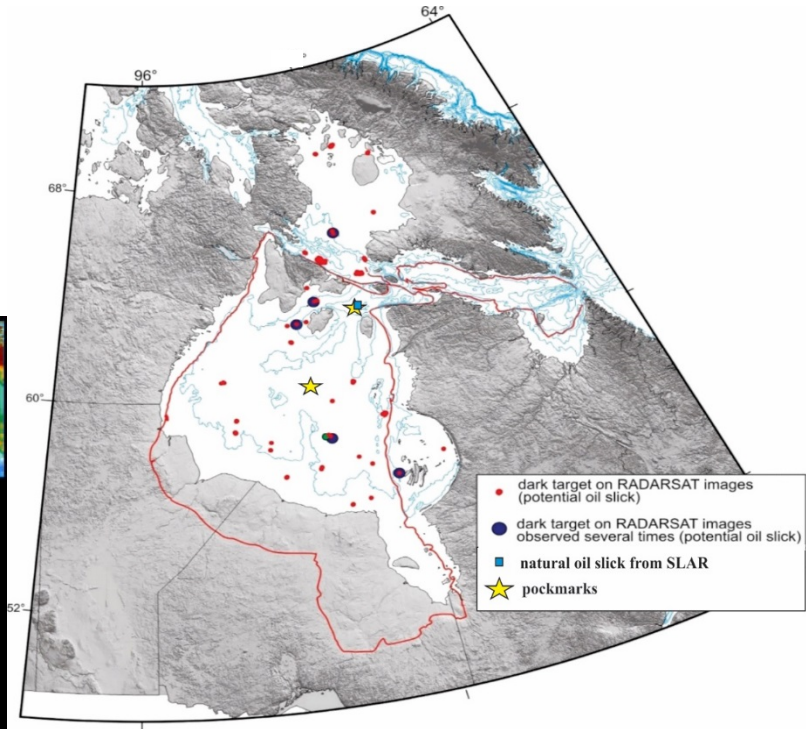 64°
96°
68°
60°
52°
dark target on RADARSAT images
(potential oil slick)
dark target on RADARSAT images
observed several times (potential oil slick)
natural oil slick from SLAR
pockmarks